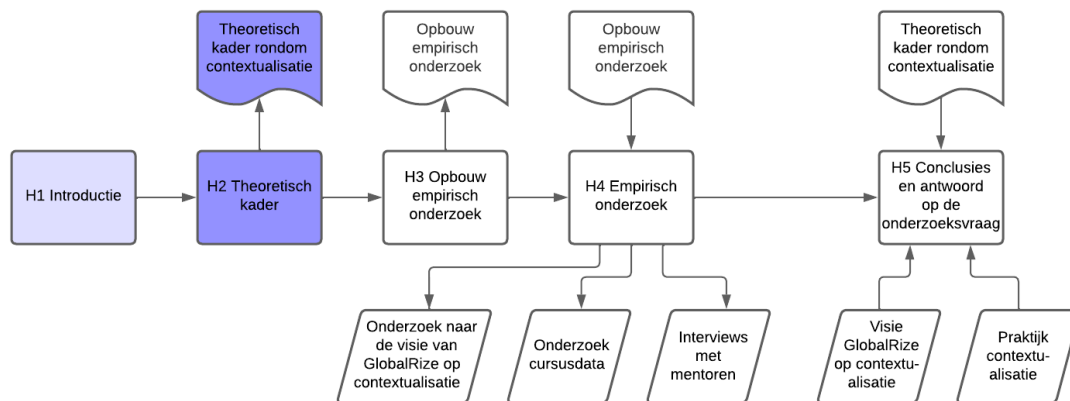 Theoretisch
kader rondom
contextualisatie
Opbouw
empirisch
onderzoek
Opbouw
empirisch
onderzoek
Theoretisch
kader rondom
contextualisatie
H1 Introductie
H2 Theoretisch
kader
H3 Opbouw
empirisch
onderzoek
H4 Empirisch
onderzoek
H5 Conclusies
en antwoord
op de
onderzoeksvraag
Onderzoek naar
de visie van
GlobalRize op
contextualisatie
Onderzoek
cursusdata
Interviews
met
mentoren
Visie
GlobalRize
op contextu-
alisatie
Praktijk
contextu-
alisatie